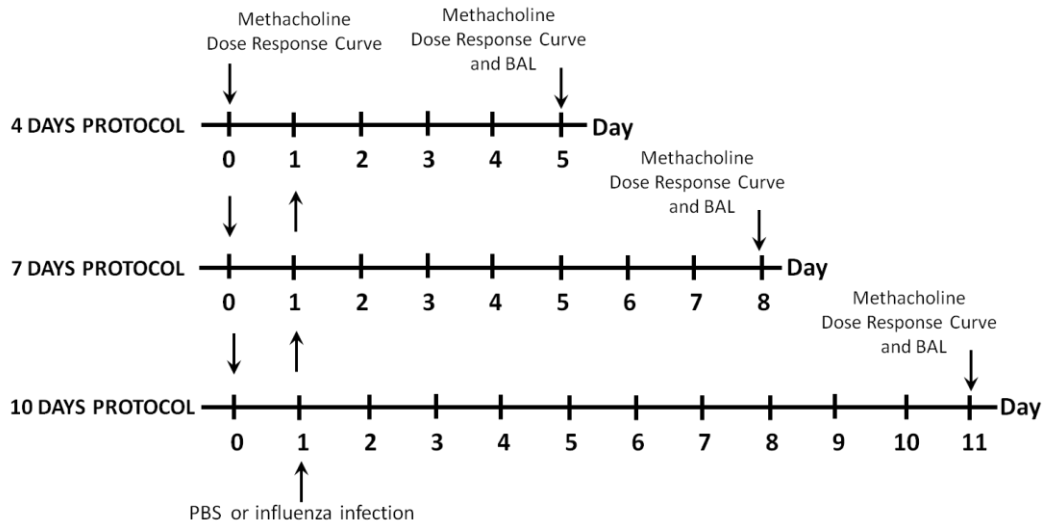 Methacholine
Dose Response Curve
Methacholine
Dose Response Curve
and BAL
4 DAYS PROTOCOL
Day
0 1 2 3 4 5
Methacholine
Dose Response Curve
and BAL
7 DAYS PROTOCOL
Day
0 1 2 3 4 5 6 7 8
Methacholine
Dose Response Curve
and BAL
10 DAYS PROTOCOL
Day
0 1 2 3 4 5 6 7 8 9 10 11
PBS or influenza infection